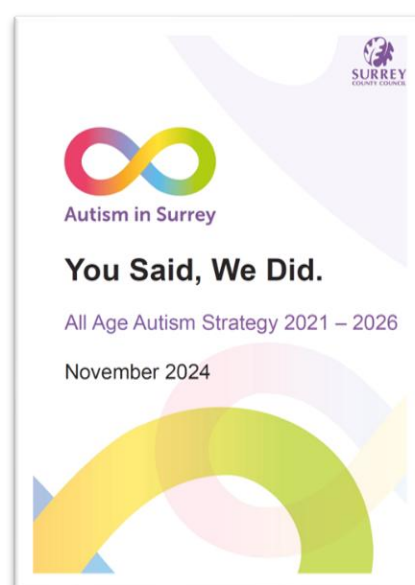 SURREY
COUNTY COUNCIL
Autism in Surrey
You Said, We Did.
All Age Autism Strategy 2021 – 2026
November 2024